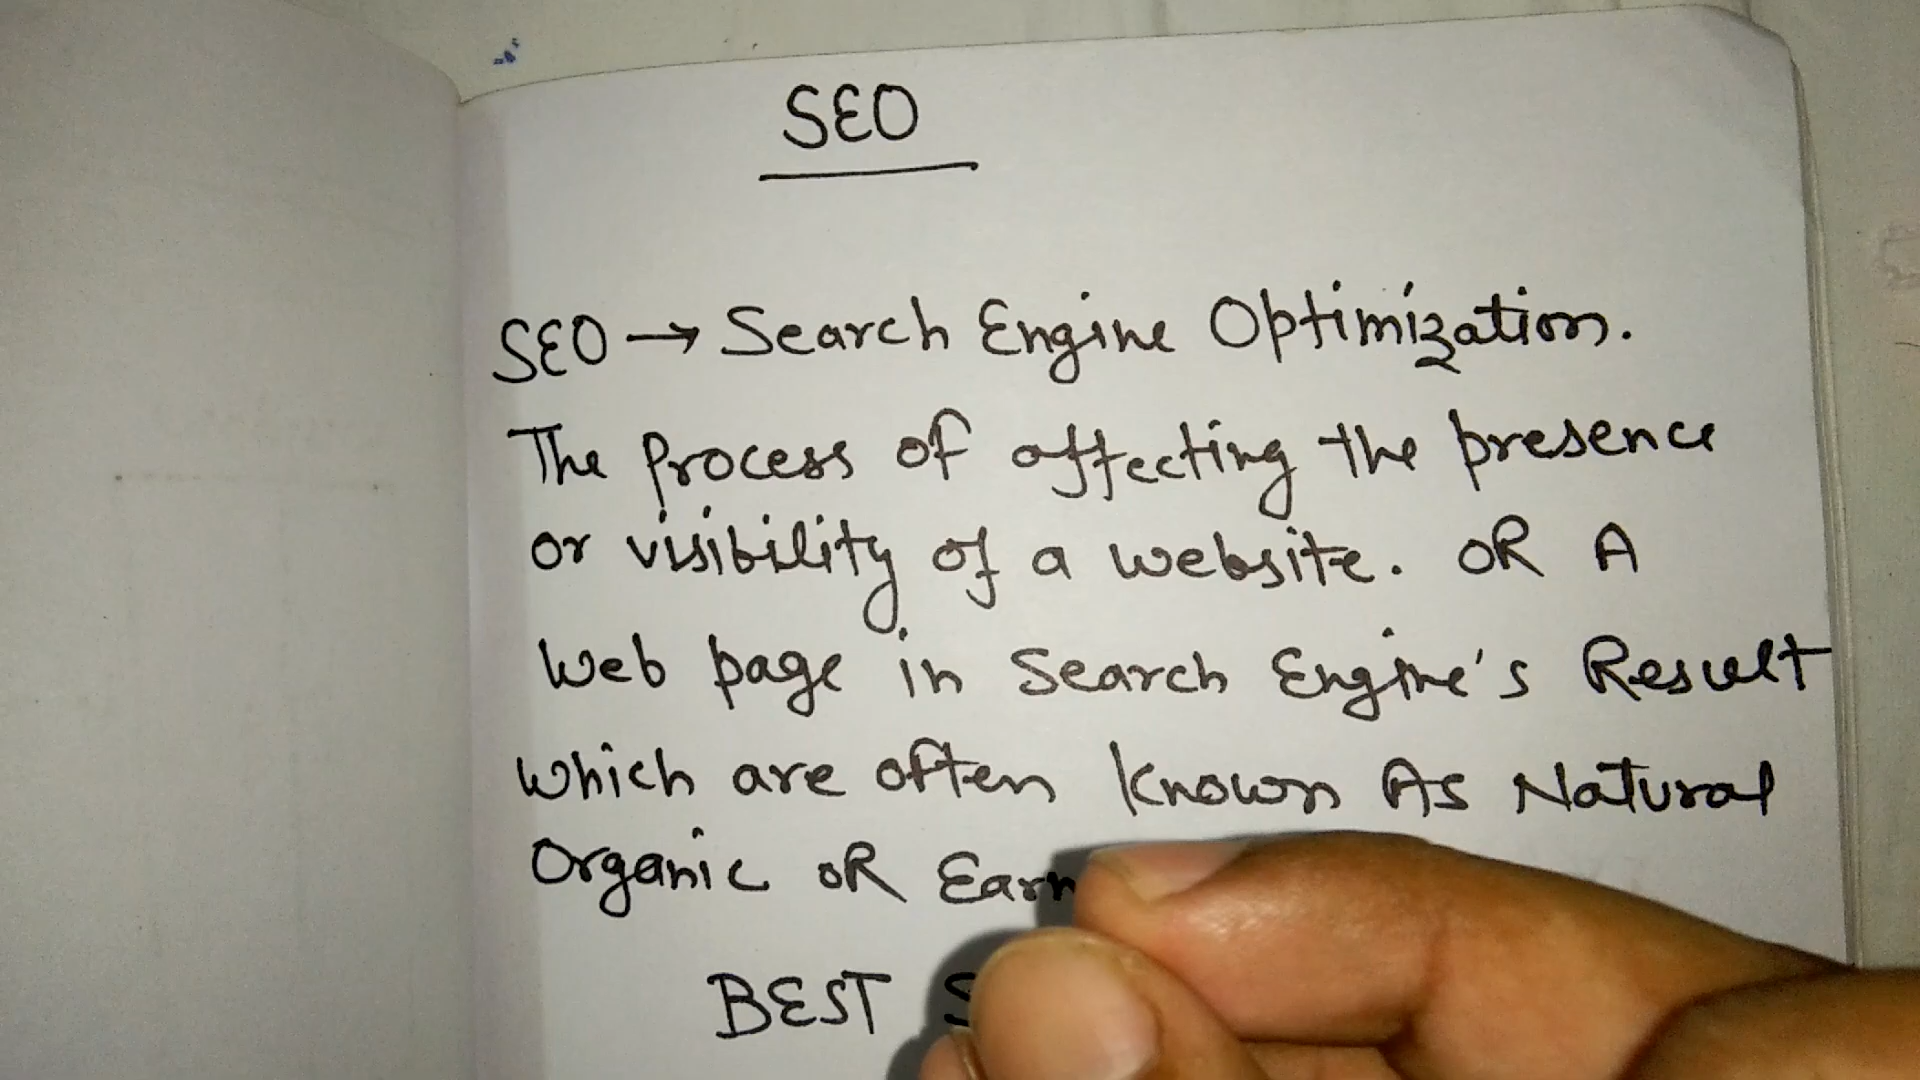 SEO
SEO → Search Engine Optimization.
The Process of affecting the presence
or visibility of a website. OR A
Web page in Search Engine's Result
which are often known As Natural
Organic OR Earn
BEST S